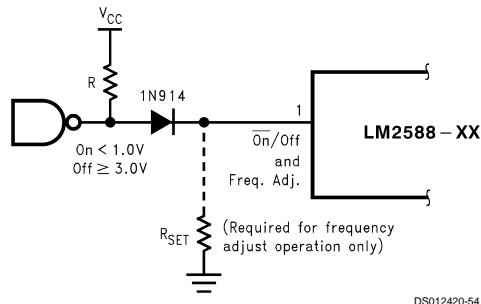 V_CC
R
1N914
1
On < 1.0V
Off ≥ 3.0V
O̅n̅/Off
and
Freq. Adj.
LM2588-XX
R_SET
(Required for frequency
adjust operation only)
DS012420-54